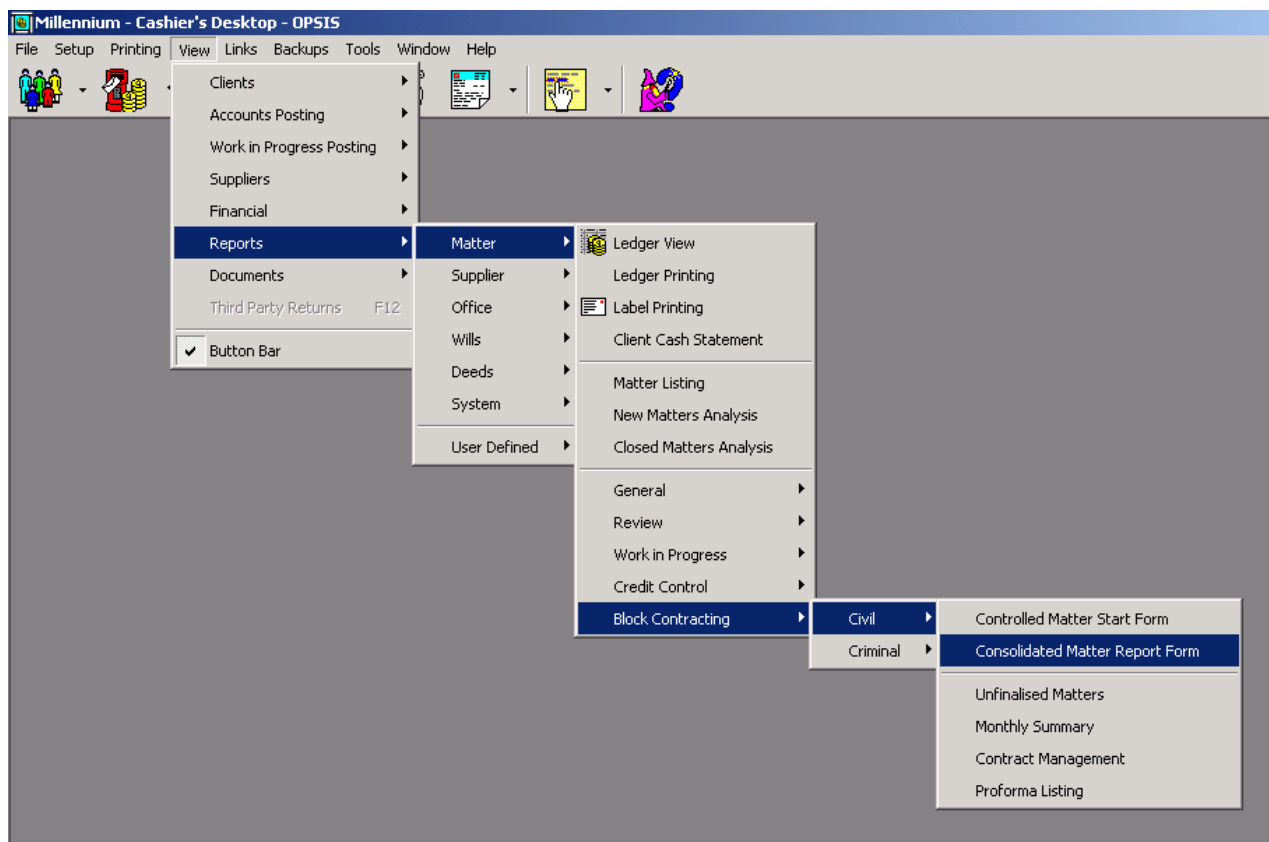 Millennium - Cashier's Desktop - OPSIS
File Setup Printing View Links Backups Tools Window Help
Clients
Accounts Posting
Work in Progress Posting
Suppliers
Financial
Reports
Documents
Third Party Returns F12
Button Bar
Matter
Supplier
Office
Wills
Deeds
System
User Defined
Ledger View
Ledger Printing
Label Printing
Client Cash Statement
Matter Listing
New Matters Analysis
Closed Matters Analysis
General
Review
Work in Progress
Credit Control
Block Contracting
Civil
Criminal
Controlled Matter Start Form
Consolidated Matter Report Form
Unfinalised Matters
Monthly Summary
Contract Management
Proforma Listing